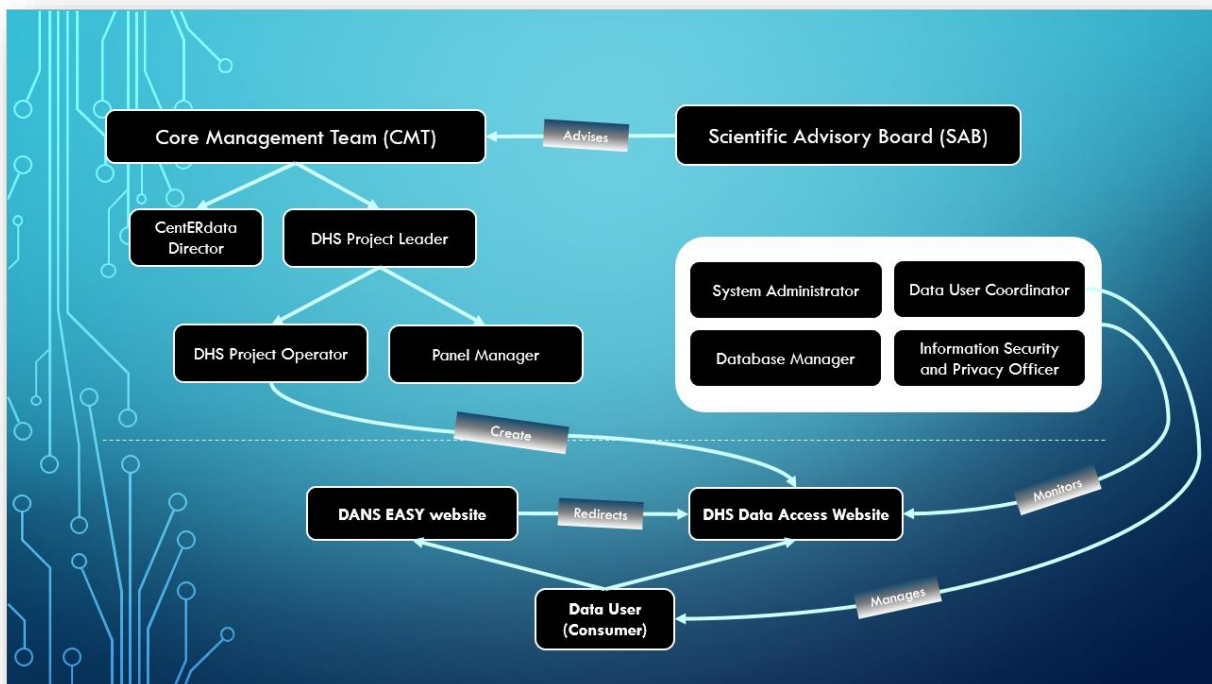 Core Management Team (CMT)
Advises
Scientific Advisory Board (SAB)
CentERdata
Director
DHS Project Leader
System Administrator
Data User Coordinator
DHS Project Operator
Panel Manager
Database Manager
Information Security
and Privacy Officer
Create
Monitors
DANS EASY website
Redirects
DHS Data Access Website
Manages
Data User
(Consumer)